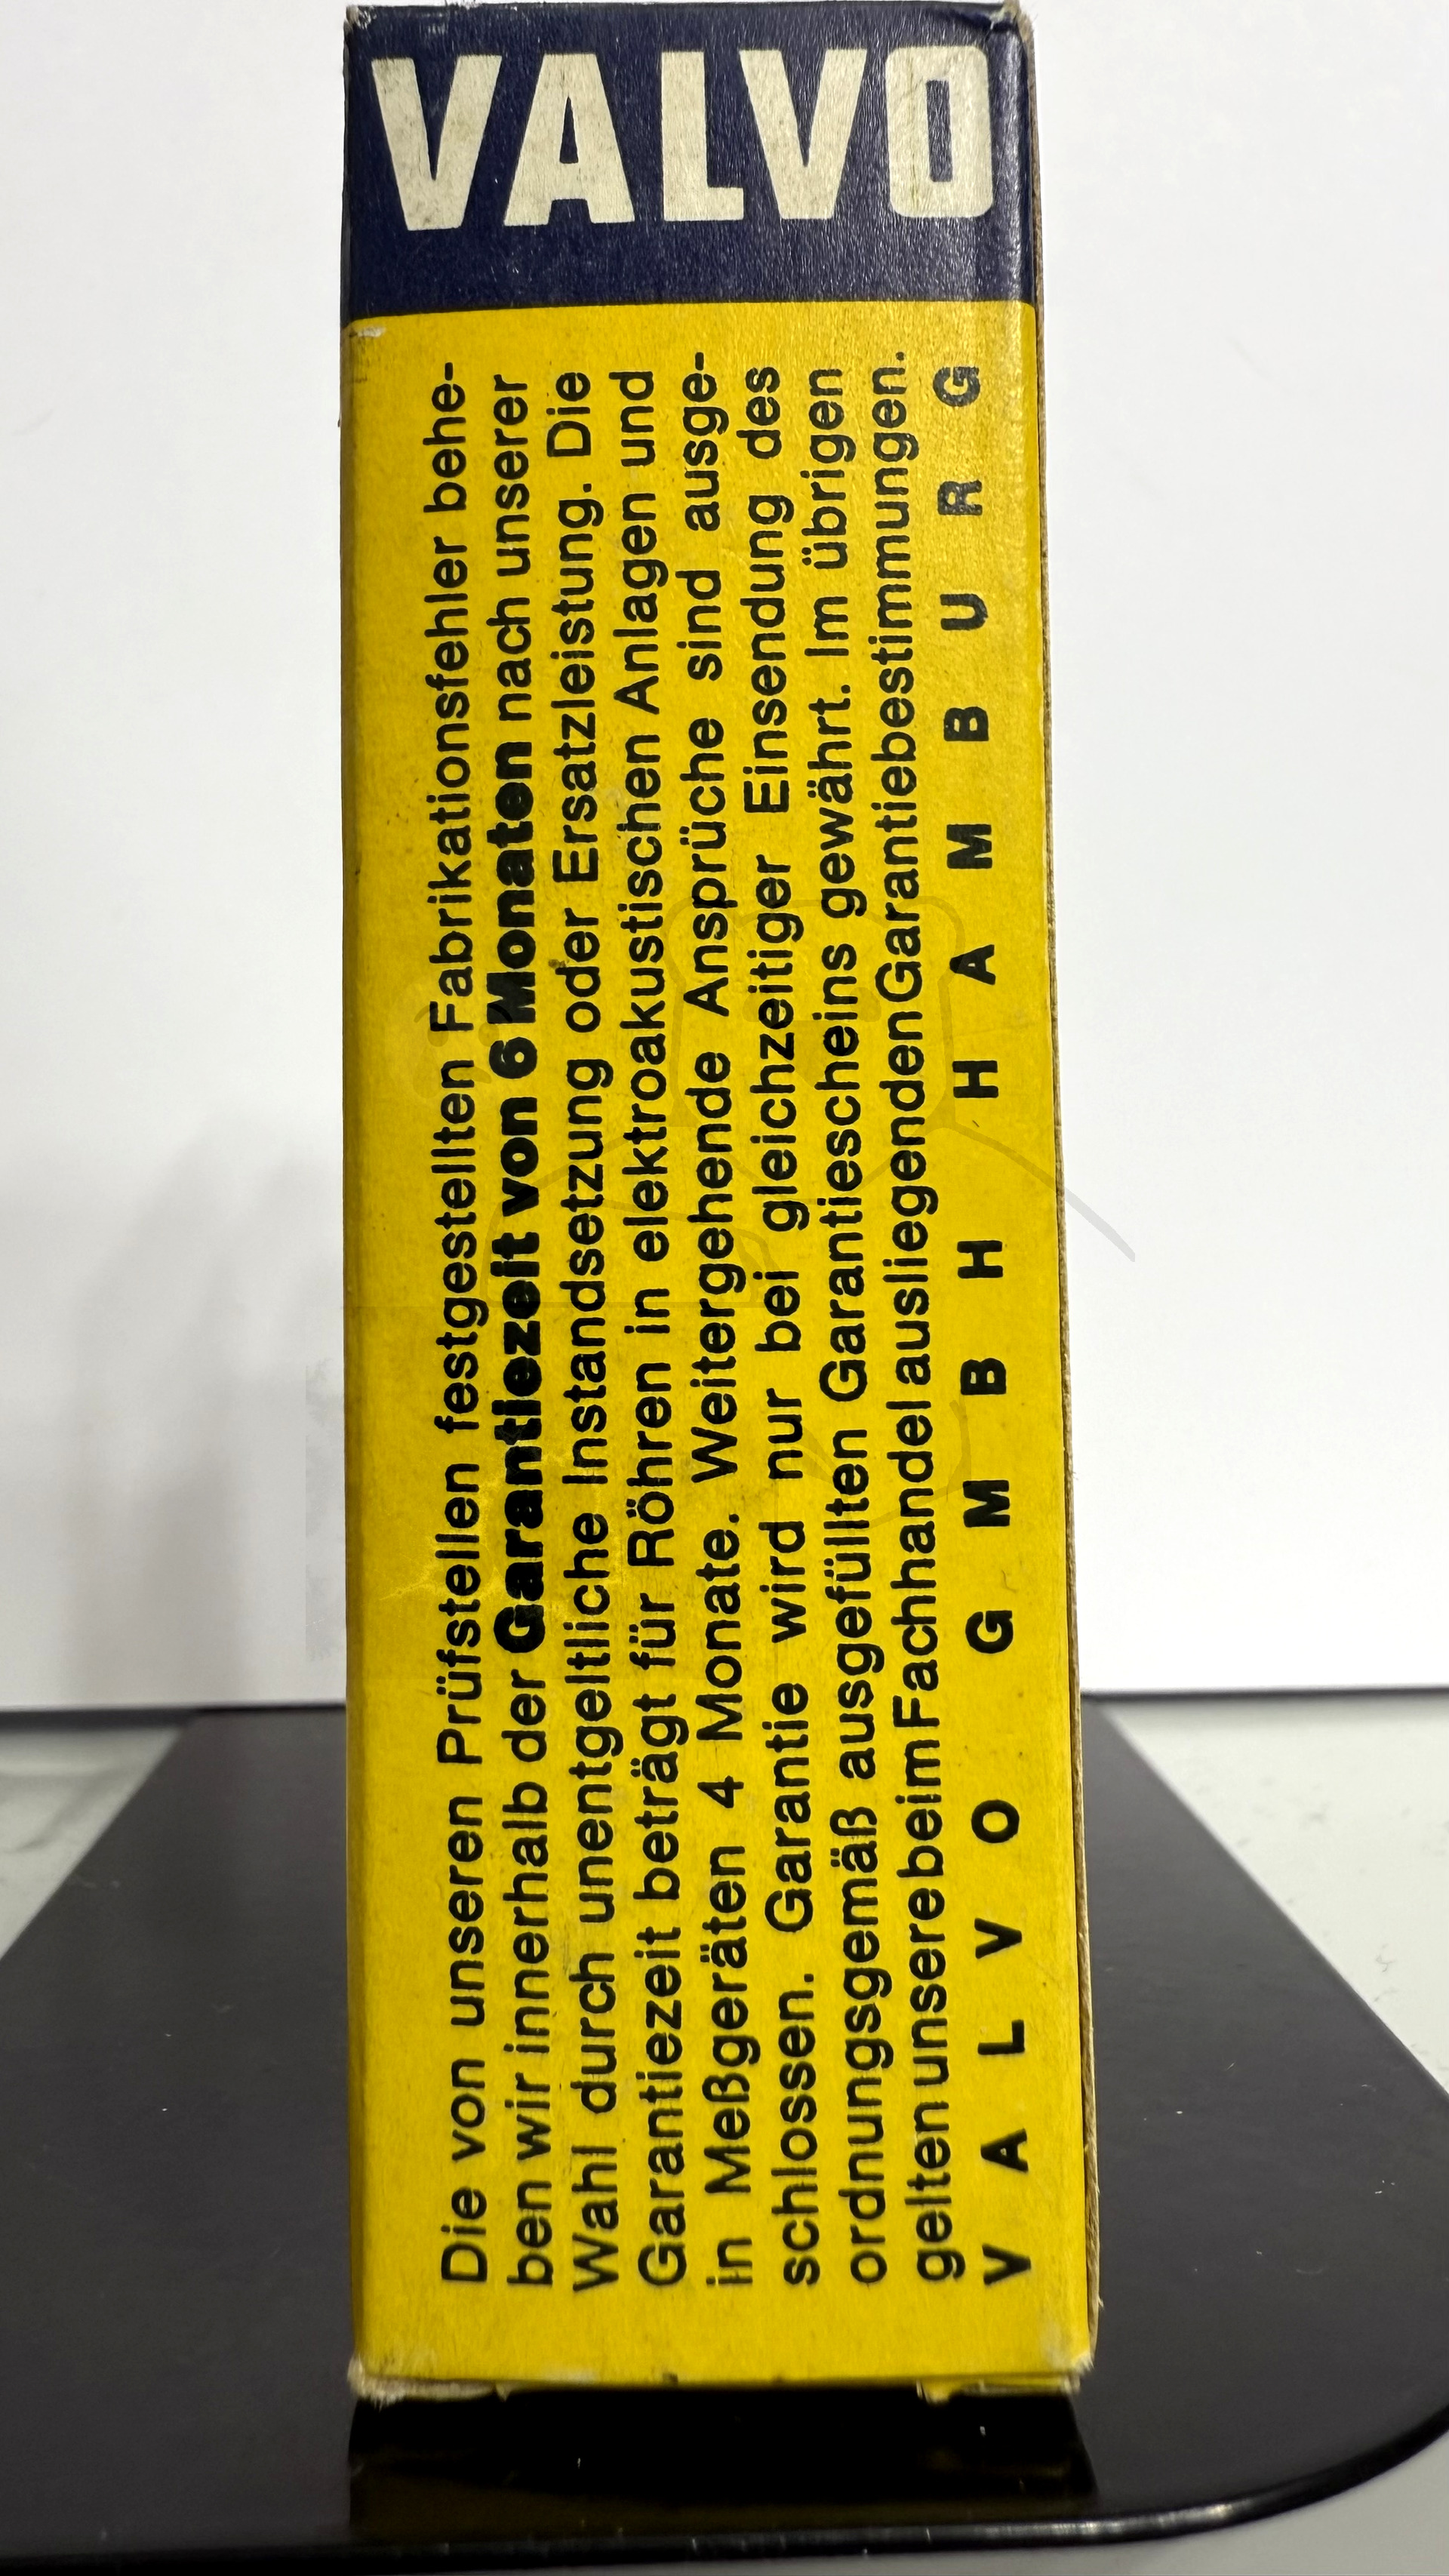 VALVO
Die von unseren Prüfstellen festgestellten Fabrikationsfehler behe-
ben wir innerhalb der Garantiezeit von 6 Monaten nach unserer
Wahl durch unentgeltliche Instandsetzung oder Ersatzleistung. Die
Garantiezeit beträgt für Röhren in elektroakustischen Anlagen und
in Meßgeräten 4 Monate. Weitergehende Ansprüche sind ausge-
schlossen. Garantie wird nur bei gleichzeitiger Einsendung des
ordnungsgemäß ausgefüllten Garantiescheins gewährt. Im übrigen
gelten unsere beim Fachhandel ausliegenden Garantiebestimmungen.
VALVO GMBH HAMBURG